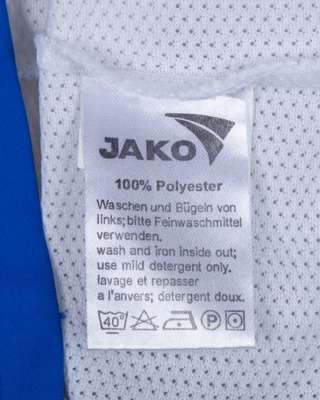 JAKO
100% Polyester
Waschen und Bügeln von
links;bitte Feinwaschmittel
verwenden.
wash and iron inside out;
use mild detergent only.
lavage et repasser
a l'anvers; detergent doux.
40° P